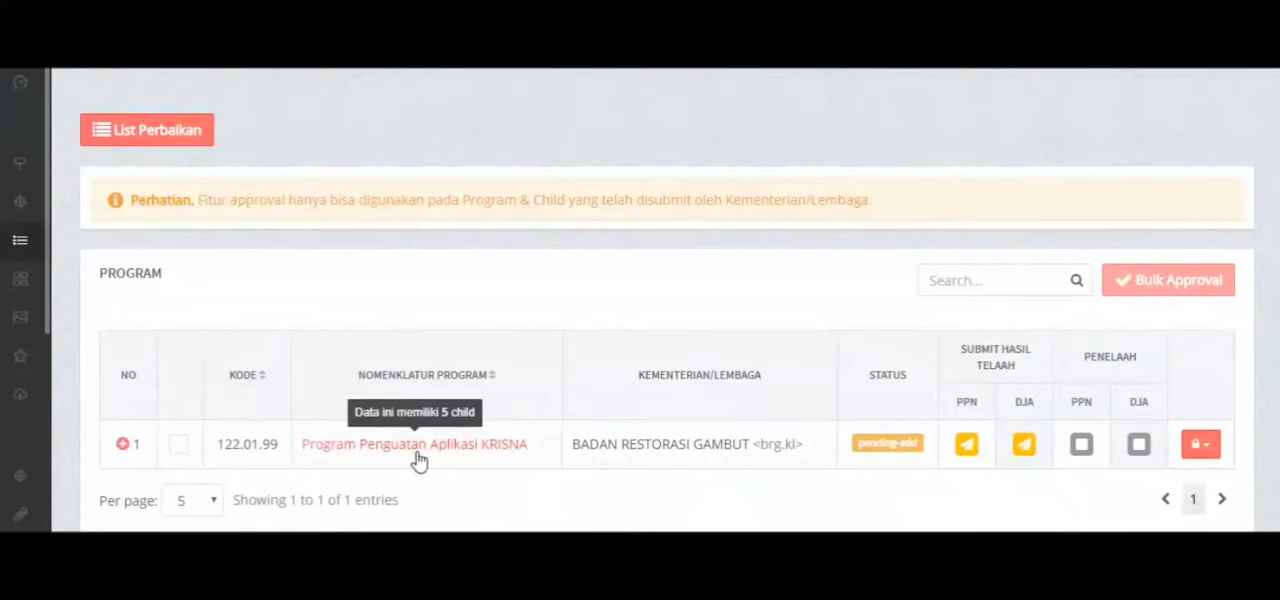 List Perbaikan
Perhatian. Fitur approval hanya bisa digunakan pada Program & Child yang telah disubmit oleh Kementerian/Lembaga.
PROGRAM
Search...
Bulk Approval
NO
KODE
NOMENKLATUR PROGRAM
KEMENTERIAN/LEMBAGA
STATUS
SUBMIT HASIL
TELAAH
PENELAAH
PPN
DJA
PPN
DJA
Data ini memiliki 5 child
1
122.01.99
Program Penguatan Aplikasi KRISNA
BADAN RESTORASI GAMBUT <brg.kl>
pending-add
Per page:
5
Showing 1 to 1 of 1 entries
1